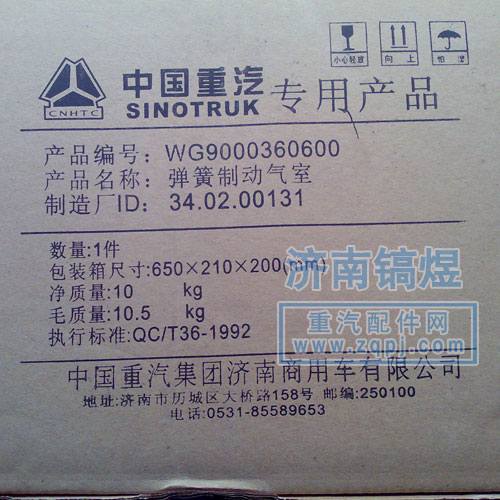 小心轻放 向上 怕湿
CNHTC
中国重汽
SINOTRUK 专用产品
产品编号: WG9000360600
产品名称: 弹簧制动气室
制造厂ID: 34.02.00131
数量:1件
包装箱尺寸:650×210×200(mm)
净质量:10 kg
毛质量:10.5 kg
执行标准:QC/T36-1992
济南镐煜
重汽配件网
www.zqpj.com
中国重汽集团济南商用车有限公司
地址:济南市历城区大桥路158号 邮编:250100
电话:0531-85589653